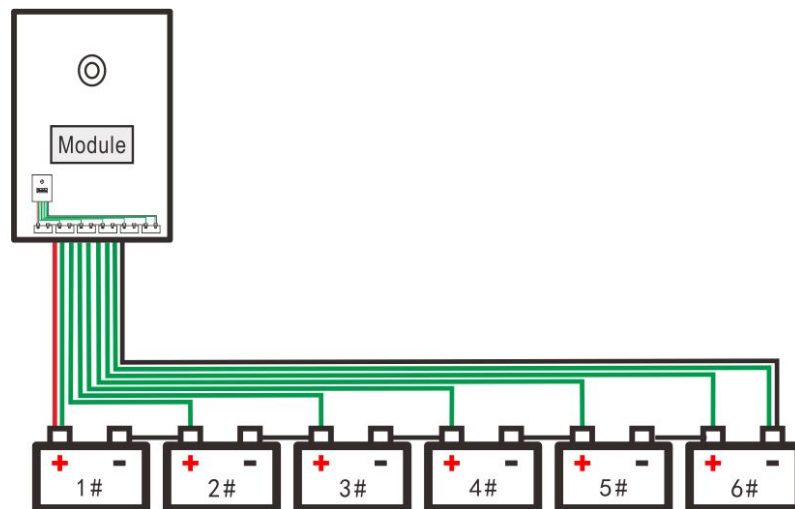 Module
+ - + - + - + - + - + -
1# 2# 3# 4# 5# 6#